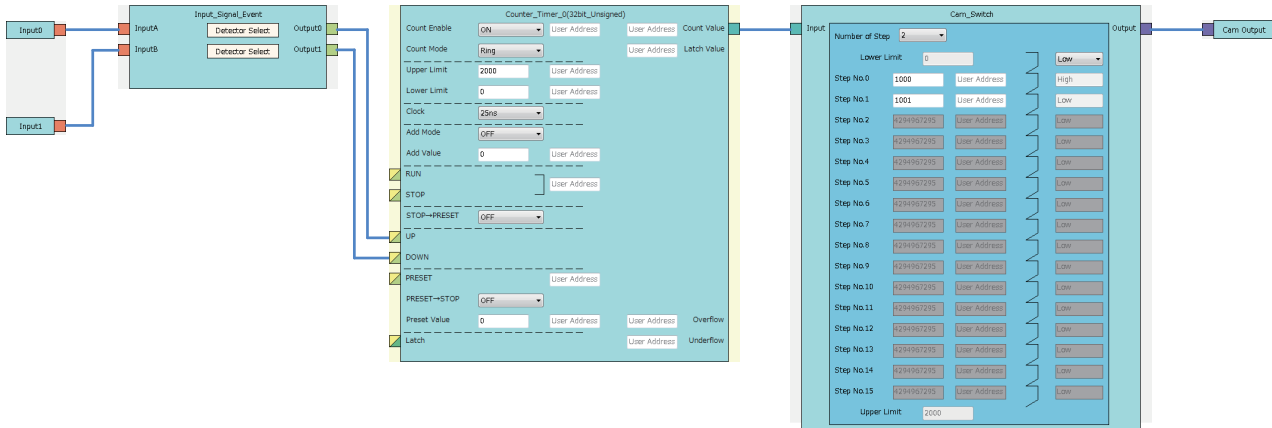 Input0
Input1
Input_Signal_Event
InputA Detector Select Output0
InputB Detector Select Output1
Counter_Timer_0(32bit_Unsigned)
Count Enable ON User Address Count Value
Count Mode Ring User Address Latch Value
Upper Limit 2000 User Address
Lower Limit 0 User Address
Clock 25ns
Add Mode OFF
Add Value 0 User Address
RUN
User Address
STOP
STOP→PRESET OFF
UP
DOWN
PRESET User Address
PRESET→STOP OFF
Preset Value 0 User Address User Address Overflow
Latch User Address Underflow
Cam_Switch
Input Output
Number of Step 2
Lower Limit 0 Low
Step No.0 1000 User Address High
Step No.1 1001 User Address Low
Step No.2 4294967295 User Address Low
Step No.3 4294967295 User Address Low
Step No.4 4294967295 User Address Low
Step No.5 4294967295 User Address Low
Step No.6 4294967295 User Address Low
Step No.7 4294967295 User Address Low
Step No.8 4294967295 User Address Low
Step No.9 4294967295 User Address Low
Step No.10 4294967295 User Address Low
Step No.11 4294967295 User Address Low
Step No.12 4294967295 User Address Low
Step No.13 4294967295 User Address Low
Step No.14 4294967295 User Address Low
Step No.15 4294967295 User Address Low
Upper Limit 2000
Cam Output